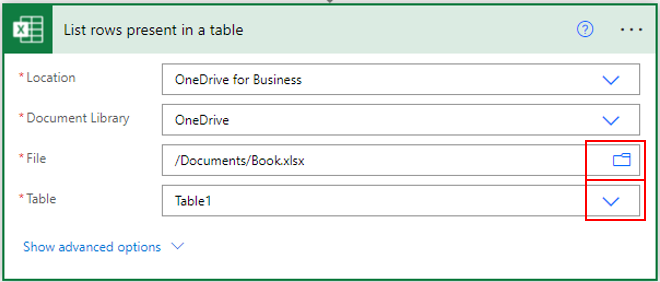 List rows present in a table
* Location OneDrive for Business
* Document Library OneDrive
* File /Documents/Book.xlsx
* Table Table1
Show advanced options